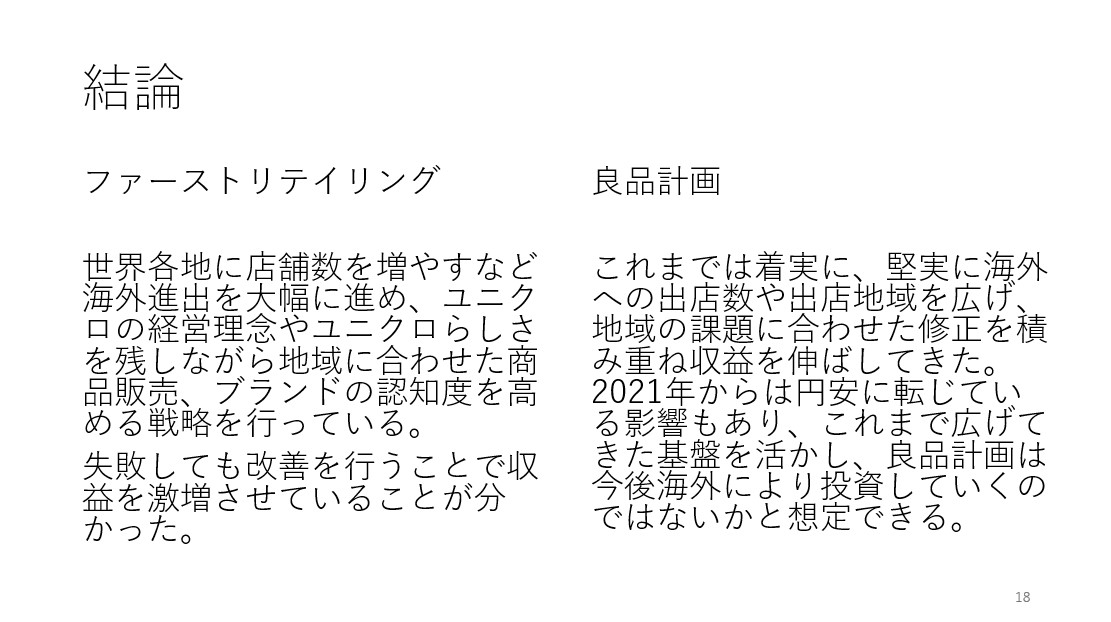 結論
ファーストリテイリング
世界各地に店舗数を増やすなど
海外進出を大幅に進め、ユニク
ロの経営理念やユニクロらしさ
を残しながら地域に合わせた商
品販売、ブランドの認知度を高
める戦略を行っている。
失敗しても改善を行うことで収
益を激増させていることが分
かった。
良品計画
これまでは着実に、堅実に海外
への出店数や出店地域を広げ、
地域の課題に合わせた修正を積
み重ね収益を伸ばしてきた。
2021年からは円安に転じてい
る影響もあり、これまで広げて
きた基盤を活かし、良品計画は
今後海外により投資していくの
ではないかと想定できる。
18